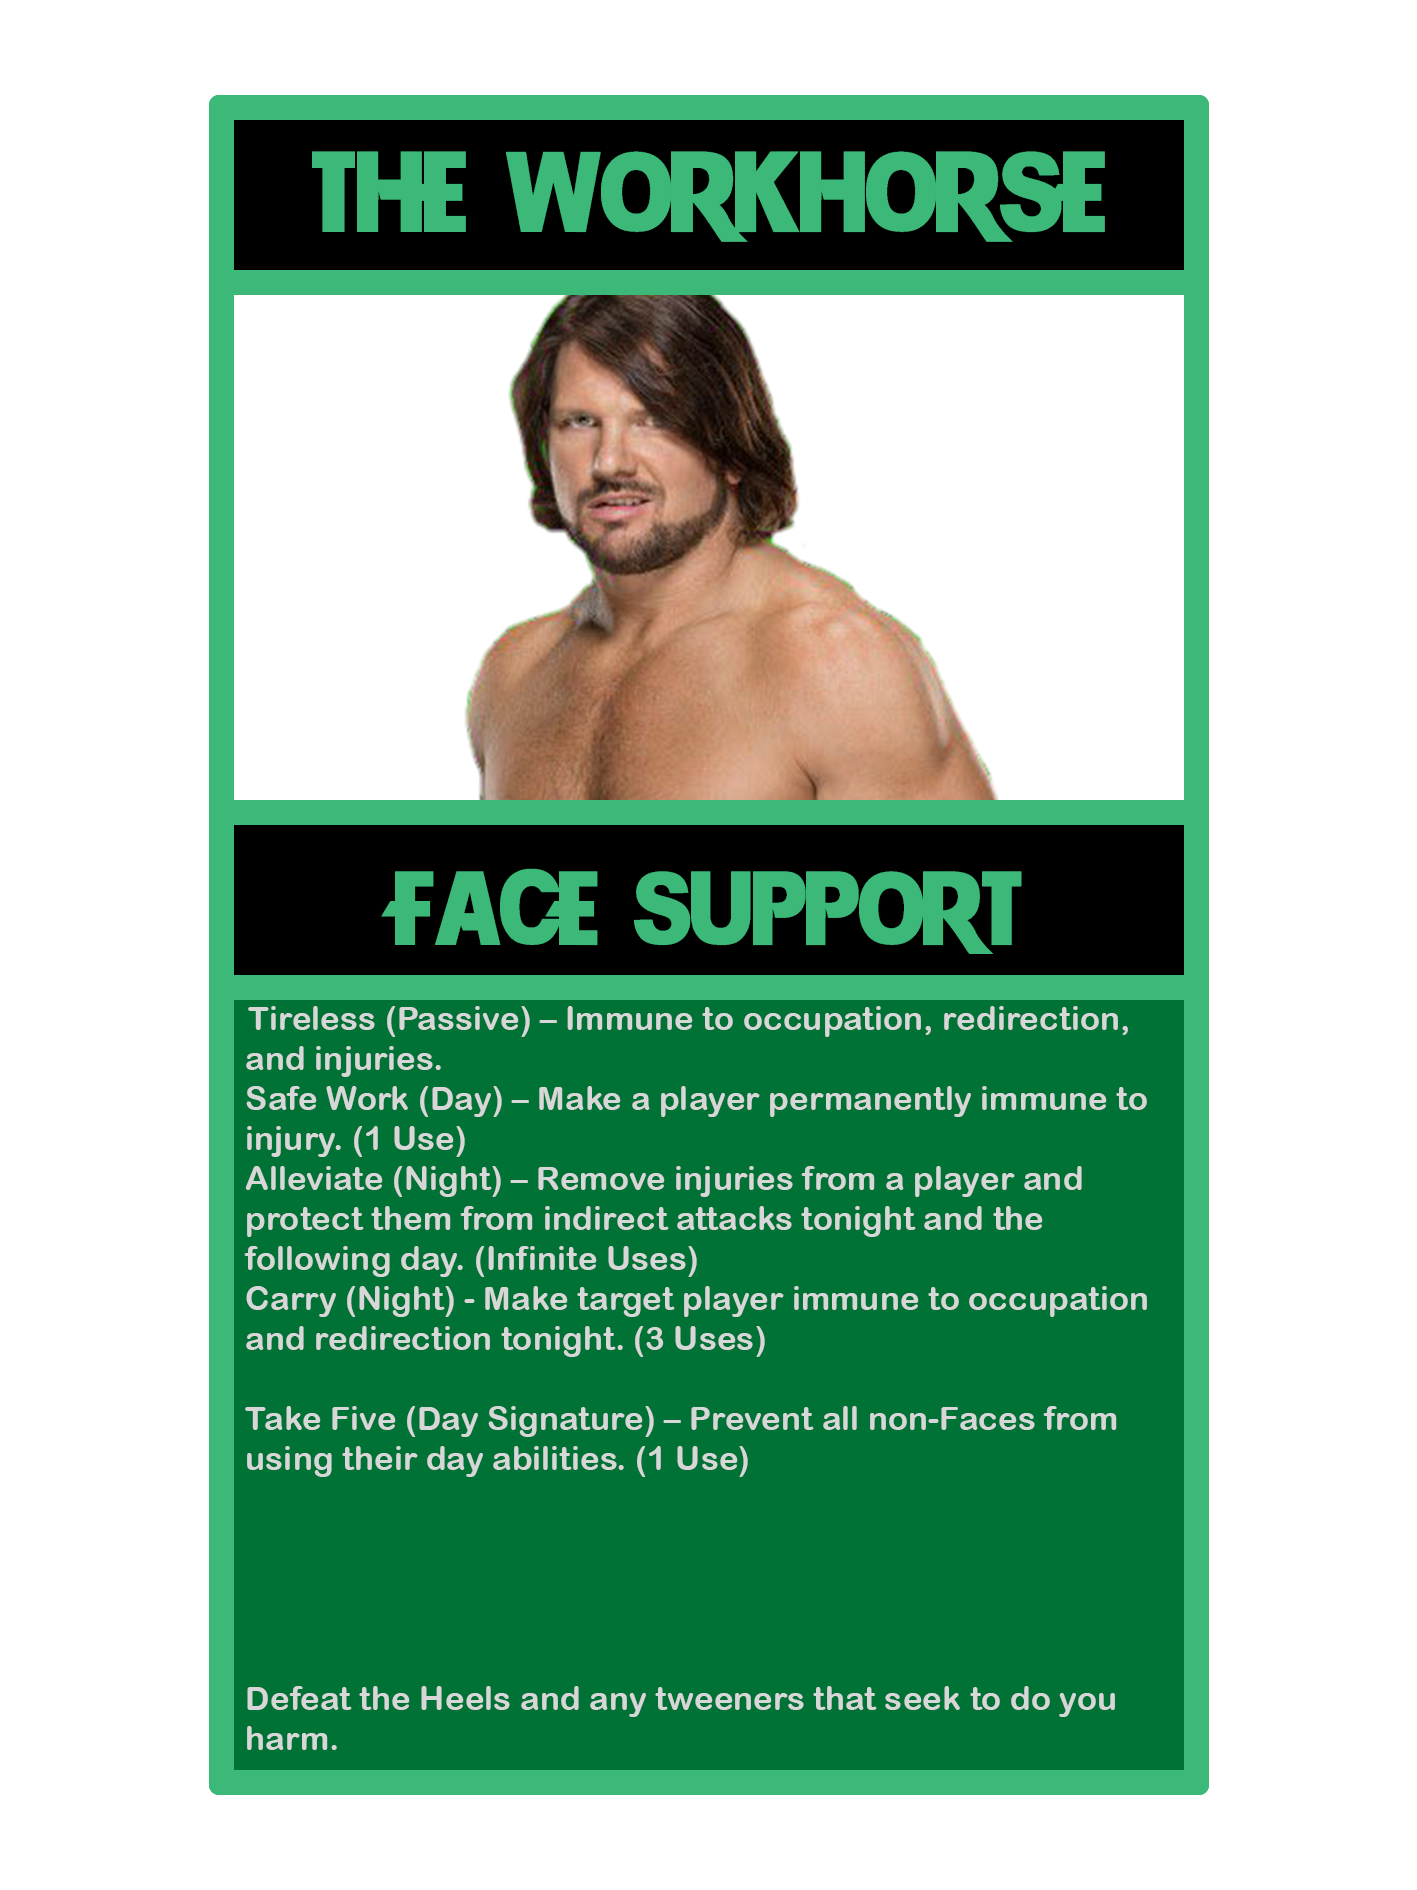 THE WORKHORSE
FACE SUPPORT
Tireless (Passive) – Immune to occupation, redirection,
and injuries.
Safe Work (Day) – Make a player permanently immune to
injury. (1 Use)
Alleviate (Night) – Remove injuries from a player and
protect them from indirect attacks tonight and the
following day. (Infinite Uses)
Carry (Night) - Make target player immune to occupation
and redirection tonight. (3 Uses)
Take Five (Day Signature) – Prevent all non-Faces from
using their day abilities. (1 Use)
Defeat the Heels and any tweeners that seek to do you
harm.